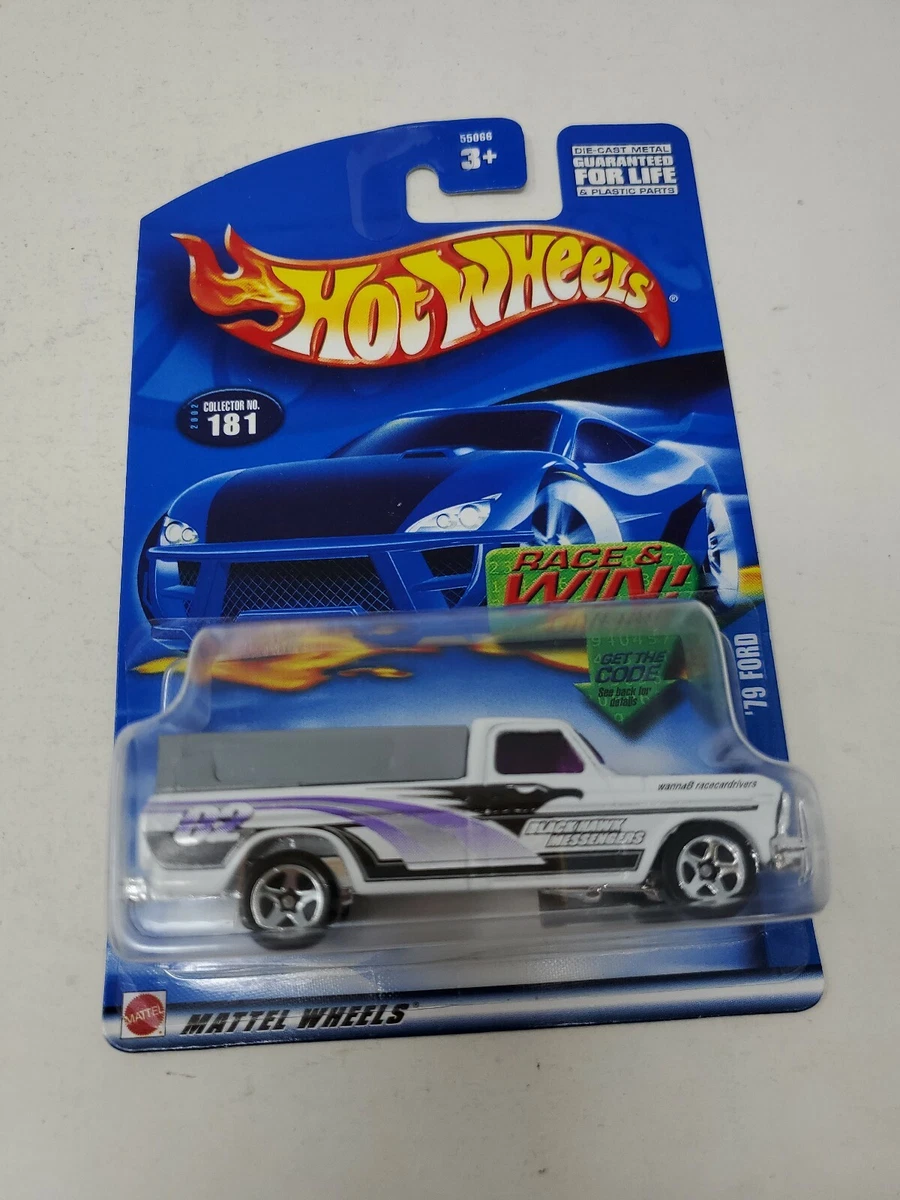 55066
3+
DIE-CAST METAL
GUARANTEED
FOR LIFE
& PLASTIC PARTS
HOT WHEELS
®
2002
COLLECTOR NO.
181
RACE &
WIN!
GET THE
CODE
See back for
details
'79 FORD
wannaB racecardrivers
BLACK HAWK
MESSENGERS
MATTEL
MATTEL WHEELS